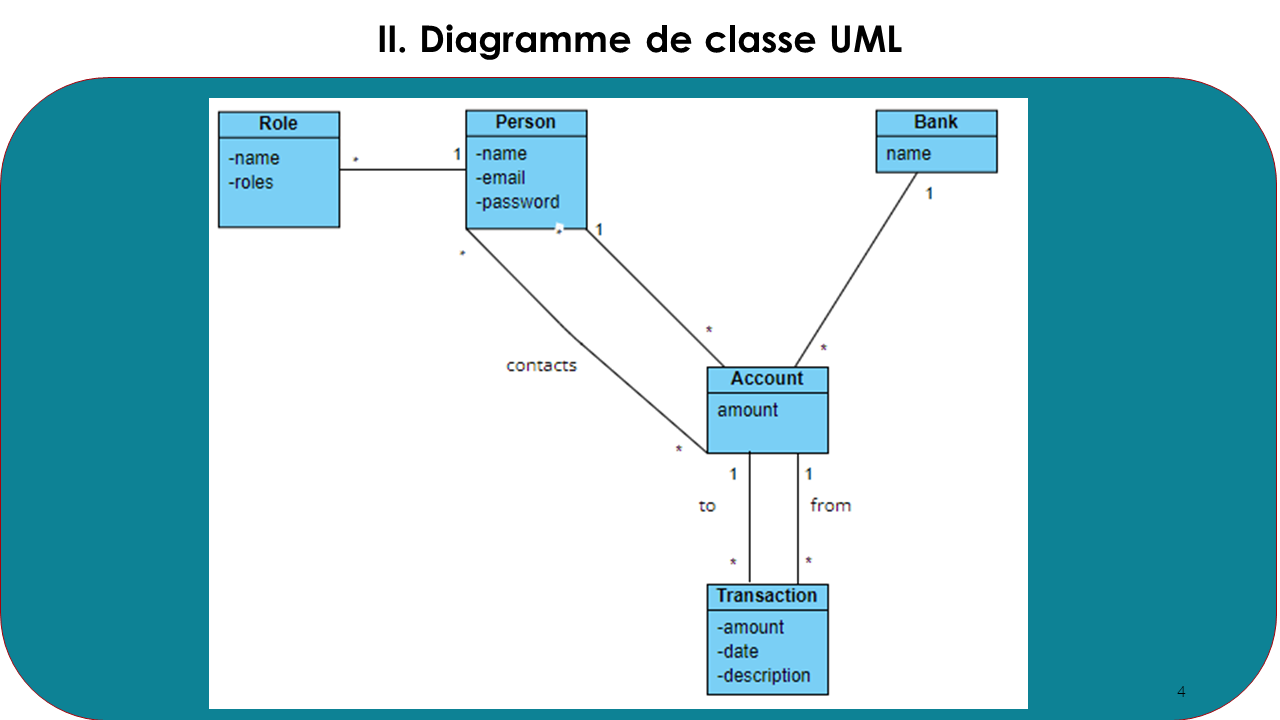 II. Diagramme de classe UML
Role
-name
-roles
*
1
Person
-name
-email
-password
*
1
*
Bank
name
1
*
*
contacts
*
Account
amount
1
1
to
from
*
*
Transaction
-amount
-date
-description
4